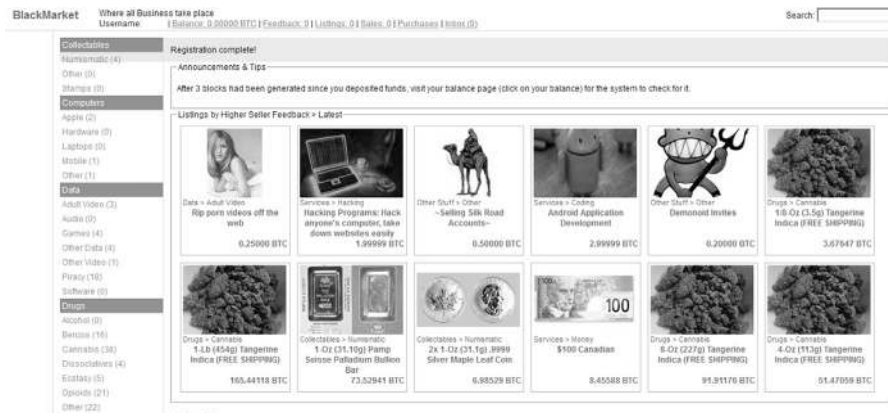 BlackMarket
Where all Business take place
Username | Balance: 0.00000 BTC | Feedback: 0 | Listings: 0 | Sales: 0 | Purchases | Inbox (0)
Search:
Collectables
Numismatic (4)
Other (0)
Stamps (0)
Computers
Apple (2)
Hardware (0)
Laptops (0)
Mobile (1)
Other (1)
Data
Adult Video (3)
Audio (0)
Games (4)
Other Data (4)
Other Video (1)
Piracy (10)
Software (0)
Drugs
Alcohol (0)
Benzos (16)
Cannabis (38)
Dissociatives (4)
Ecstasy (5)
Opioids (21)
Other (22)
Registration complete!
Announcements & Tips
After 3 blocks had been generated since you deposited funds, visit your balance page (click on your balance) for the system to check for it.
Listings by Higher Seller Feedback > Latest
Data > Adult Video
Rip porn videos off the
web
0.25000 BTC
Services > Hacking
Hacking Programs: Hack
anyone's computer, take
down websites easily
1.99999 BTC
Other Stuff > Other
~Selling Silk Road
Accounts~
0.50000 BTC
Services > Coding
Android Application
Development
2.99999 BTC
Other Stuff > Other
Demonoid Invites
0.20000 BTC
Drugs > Cannabis
1/8-Oz (3.5g) Tangerine
Indica (FREE SHIPPING)
3.67647 BTC
Drugs > Cannabis
1-Lb (454g) Tangerine
Indica (FREE SHIPPING)
165.44118 BTC
Collectables > Numismatic
1-Oz (31.10g) Pamp
Suisse Palladium Bullion
Bar
73.52941 BTC
Collectables > Numismatic
2x 1-Oz (31.1g) .9999
Silver Maple Leaf Coin
6.98529 BTC
100
Services > Money
$100 Canadian
8.45588 BTC
Drugs > Cannabis
8-Oz (227g) Tangerine
Indica (FREE SHIPPING)
91.91176 BTC
Drugs > Cannabis
4-Oz (113g) Tangerine
Indica (FREE SHIPPING)
51.47059 BTC